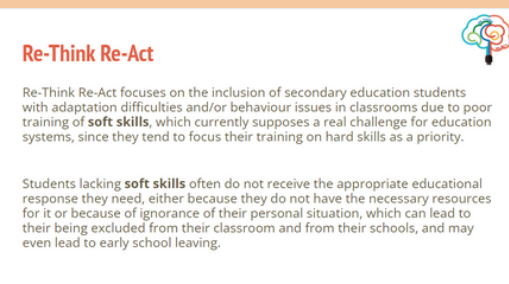 Re-Think Re-Act
Re-Think Re-Act focuses on the inclusion of secondary education students
with adaptation difficulties and/or behaviour issues in classrooms due to poor
training of soft skills, which currently supposes a real challenge for education
systems, since they tend to focus their training on hard skills as a priority.
Students lacking soft skills often do not receive the appropriate educational
response they need, either because they do not have the necessary resources
for it or because of ignorance of their personal situation, which can lead to
their being excluded from their classroom and from their schools, and may
even lead to early school leaving.